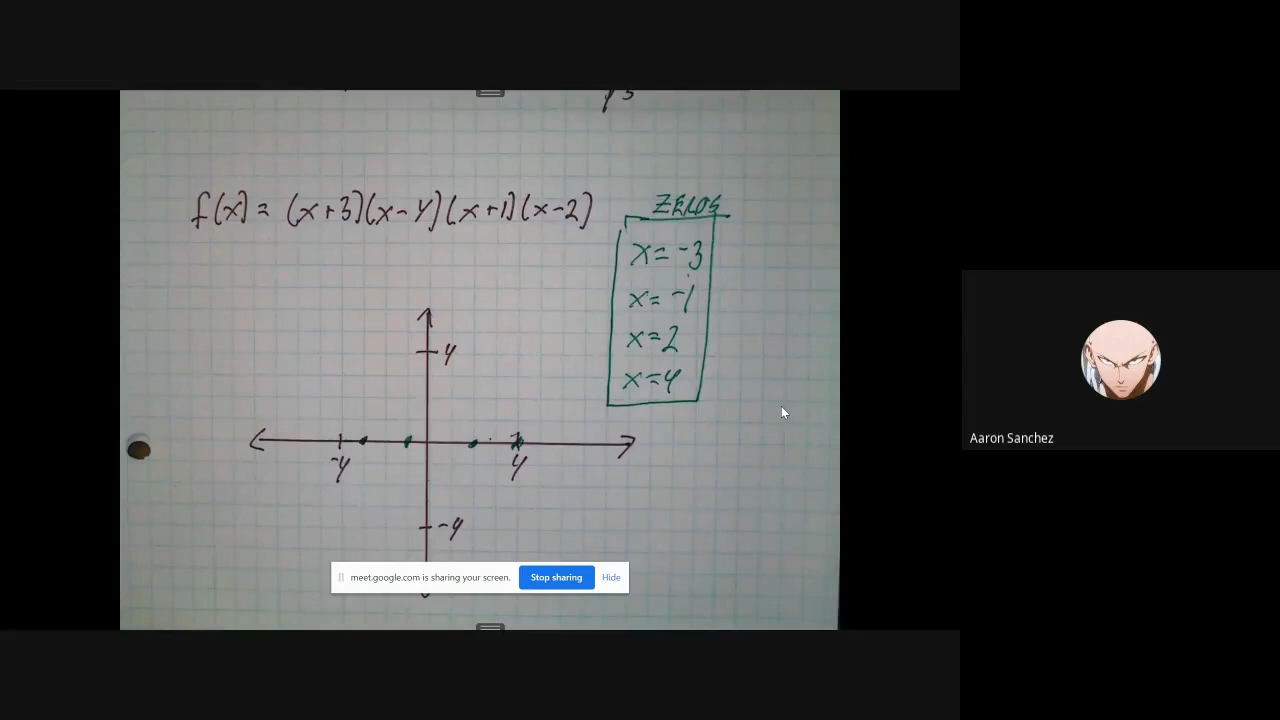 f(x) = (x+3)(x-4)(x+1)(x-2)
ZEROS
x = -3
x = -1
x = 2
x = 4
4
-4
4
-4
meet.google.com is sharing your screen.
Stop sharing
Hide
Aaron Sanchez